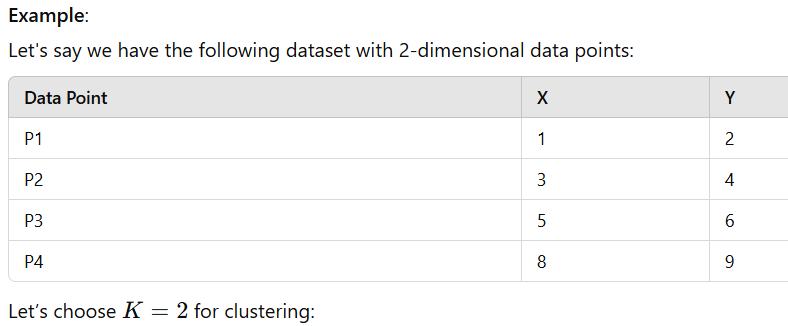 Example:
Let's say we have the following dataset with 2-dimensional data points:
Data Point X Y
P1 1 2
P2 3 4
P3 5 6
P4 8 9
Let’s choose K = 2 for clustering: